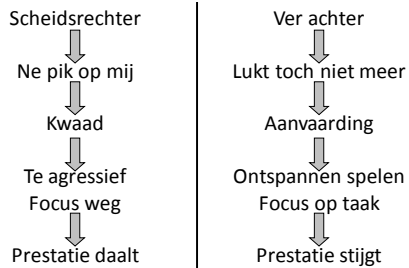 Scheidsrechter
Ne pik op mij
Kwaad
Te agressief
Focus weg
Prestatie daalt
Ver achter
Lukt toch niet meer
Aanvaarding
Ontspannen spelen
Focus op taak
Prestatie stijgt